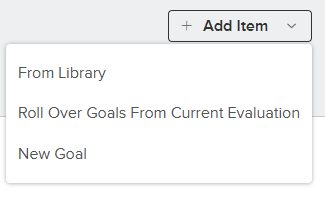 + Add Item
From Library
Roll Over Goals From Current Evaluation
New Goal